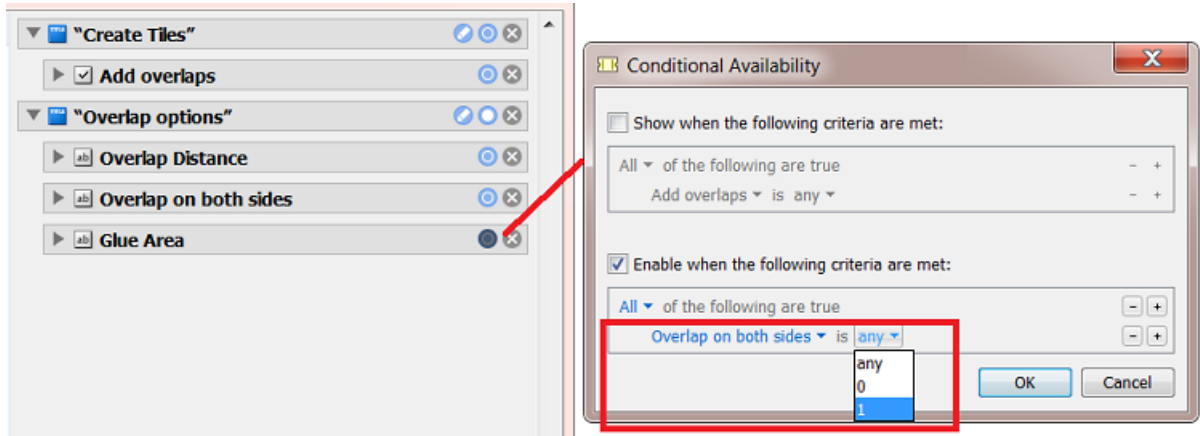 “Create Tiles”
Add overlaps
“Overlap options”
Overlap Distance
Overlap on both sides
Glue Area
Conditional Availability
Show when the following criteria are met:
All of the following are true
Add overlaps is any
Enable when the following criteria are met:
All of the following are true
Overlap on both sides is any
any
0
1
OK Cancel